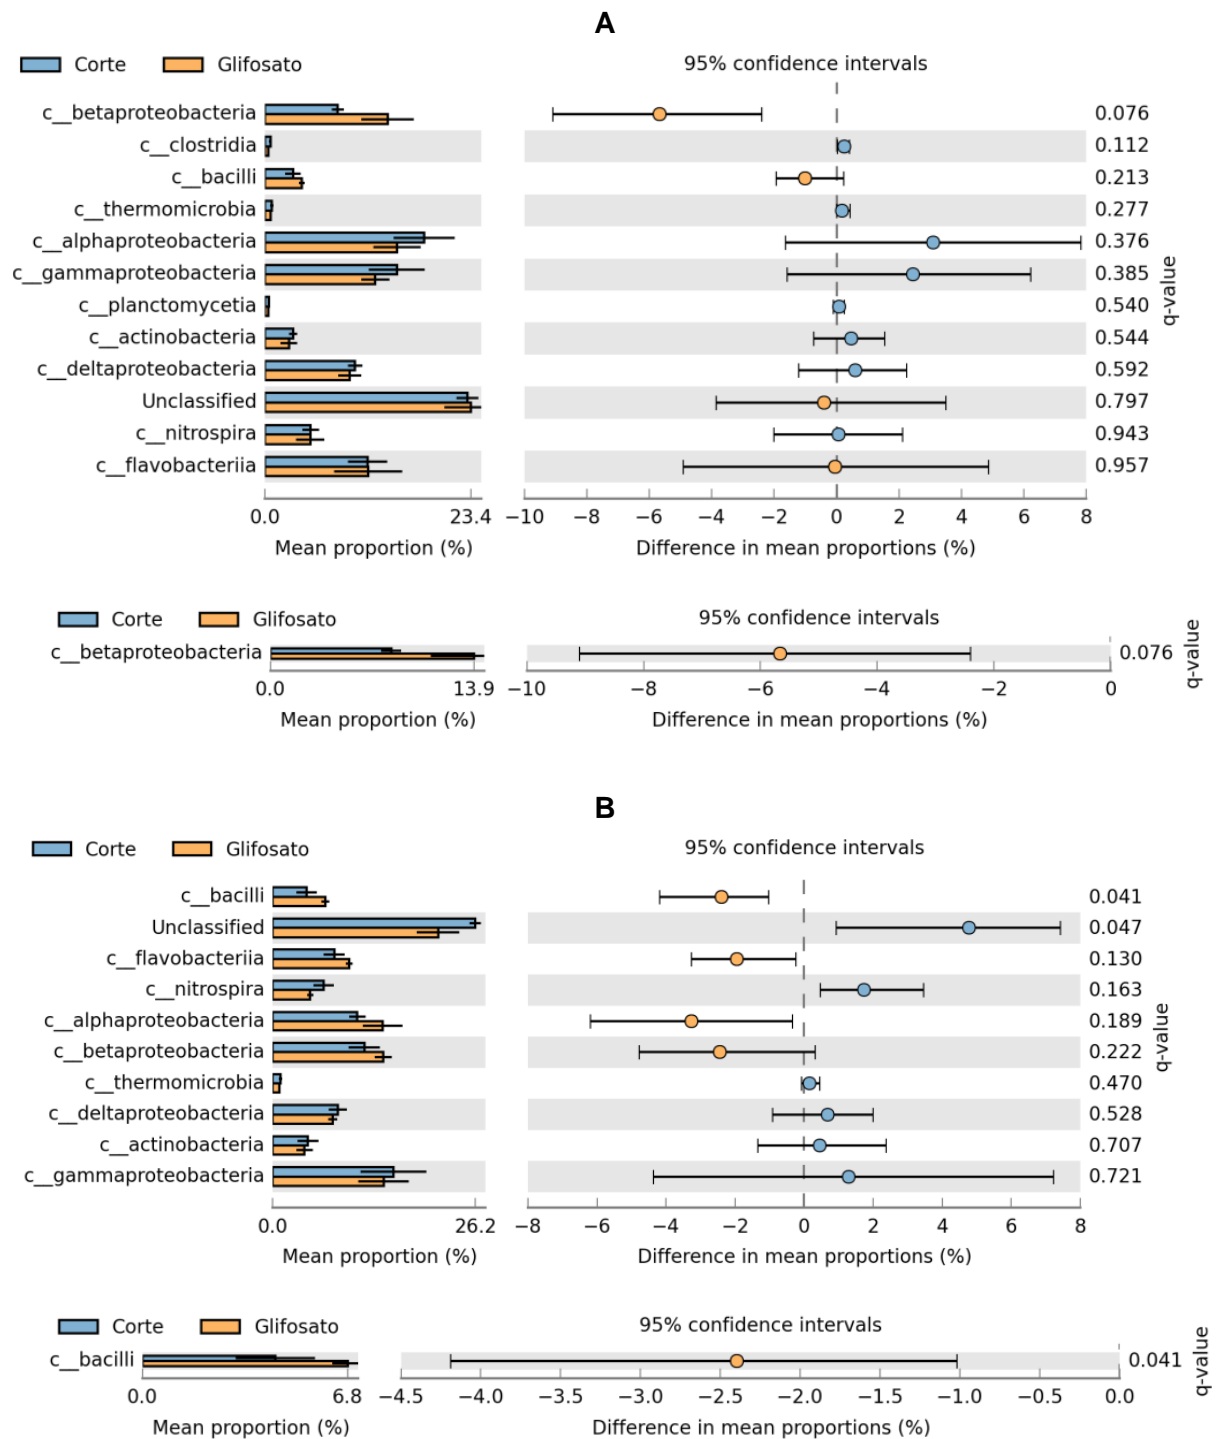 A
Corte Glifosato 95% confidence intervals
c__betaproteobacteria 0.076
c__clostridia 0.112
c__bacilli 0.213
c__thermomicrobia 0.277
c__alphaproteobacteria 0.376
c__gammaproteobacteria 0.385
c__planctomycetia 0.540
c__actinobacteria 0.544
c__deltaproteobacteria 0.592
Unclassified 0.797
c__nitrospira 0.943
c__flavobacteriia 0.957
q-value
0.0 23.4 −10 −8 −6 −4 −2 0 2 4 6 8
Mean proportion (%) Difference in mean proportions (%)
Corte Glifosato 95% confidence intervals
c__betaproteobacteria 0.076
q-value
0.0 13.9 −10 −8 −6 −4 −2 0
Mean proportion (%) Difference in mean proportions (%)
B
Corte Glifosato 95% confidence intervals
c__bacilli 0.041
Unclassified 0.047
c__flavobacteriia 0.130
c__nitrospira 0.163
c__alphaproteobacteria 0.189
c__betaproteobacteria 0.222
c__thermomicrobia 0.470
c__deltaproteobacteria 0.528
c__actinobacteria 0.707
c__gammaproteobacteria 0.721
q-value
0.0 26.2 −8 −6 −4 −2 0 2 4 6 8
Mean proportion (%) Difference in mean proportions (%)
Corte Glifosato 95% confidence intervals
c__bacilli 0.041
q-value
0.0 6.8 −4.5 −4.0 −3.5 −3.0 −2.5 −2.0 −1.5 −1.0 −0.5 0.0
Mean proportion (%) Difference in mean proportions (%)